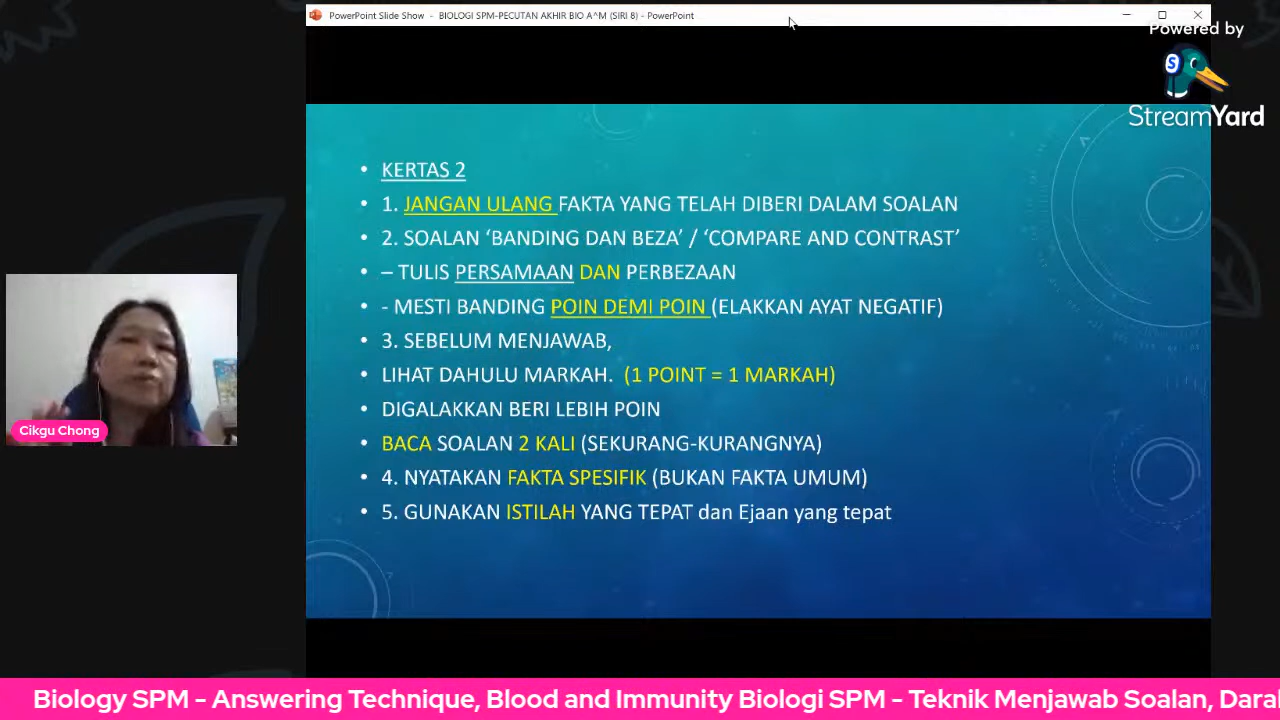 PowerPoint Slide Show - BIOLOGI SPM-PECUTAN AKHIR BIO A^M (SIRI 8) - PowerPoint
Powered by
S
StreamYard
• KERTAS 2
• 1. JANGAN ULANG FAKTA YANG TELAH DIBERI DALAM SOALAN
• 2. SOALAN ‘BANDING DAN BEZA’ / ‘COMPARE AND CONTRAST’
• – TULIS PERSAMAAN DAN PERBEZAAN
• - MESTI BANDING POIN DEMI POIN (ELAKKAN AYAT NEGATIF)
• 3. SEBELUM MENJAWAB,
• LIHAT DAHULU MARKAH. (1 POINT = 1 MARKAH)
• DIGALAKKAN BERI LEBIH POIN
BACA SOALAN 2 KALI (SEKURANG-KURANGNYA)
• 4. NYATAKAN FAKTA SPESIFIK (BUKAN FAKTA UMUM)
• 5. GUNAKAN ISTILAH YANG TEPAT dan Ejaan yang tepat
Cikgu Chong
Biology SPM - Answering Technique, Blood and Immunity Biologi SPM - Teknik Menjawab Soalan, Dara